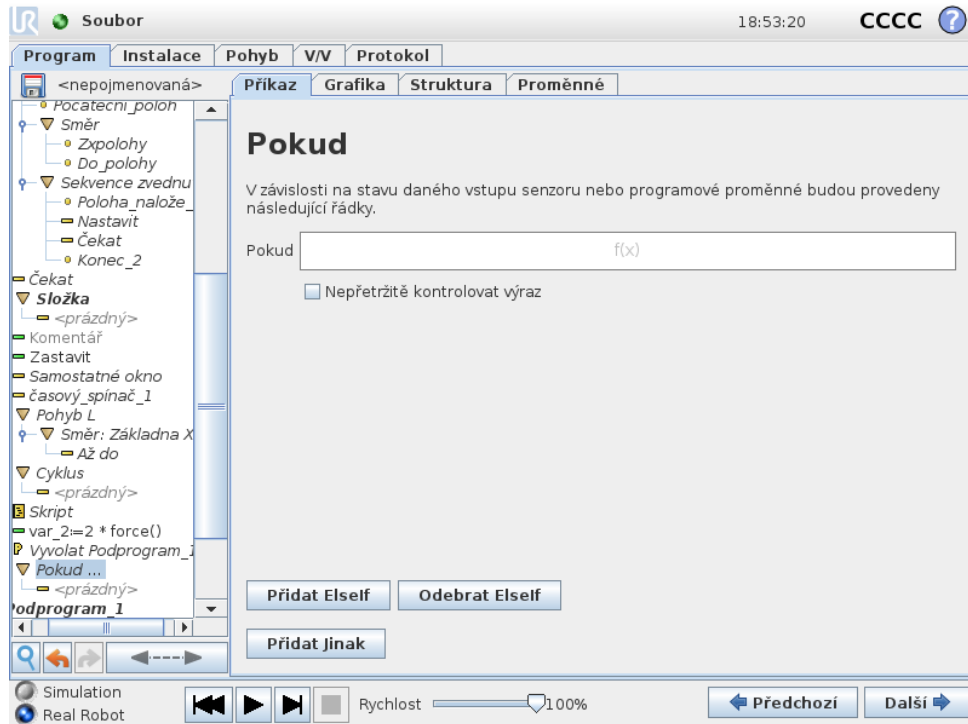 UR Soubor 18:53:20 CCCC ?
Program Instalace Pohyb V/V Protokol
<nepojmenovaná>
Příkaz Grafika Struktura Proměnné
Počáteční_poloh
Směr
Zxpolohy
Do_polohy
Sekvence zvednu
Poloha_nalože_
Nastavit
Čekat
Konec_2
Čekat
Složka
<prázdný>
Komentář
Zastavit
Samostatné okno
časový_spínač_1
Pohyb L
Směr: Základna X
Až do
Cyklus
<prázdný>
Skript
var_2:=2 * force()
Vyvolat Podprogram_1
Pokud ...
<prázdný>
Podprogram_1
Pokud
V závislosti na stavu daného vstupu senzoru nebo programové proměnné budou provedeny
následující řádky.
Pokud f(x)
Nepřetržitě kontrolovat výraz
Přidat ElseIf Odebrat ElseIf
Přidat Jinak
Simulation
Real Robot
Rychlost 100%
Předchozí Další